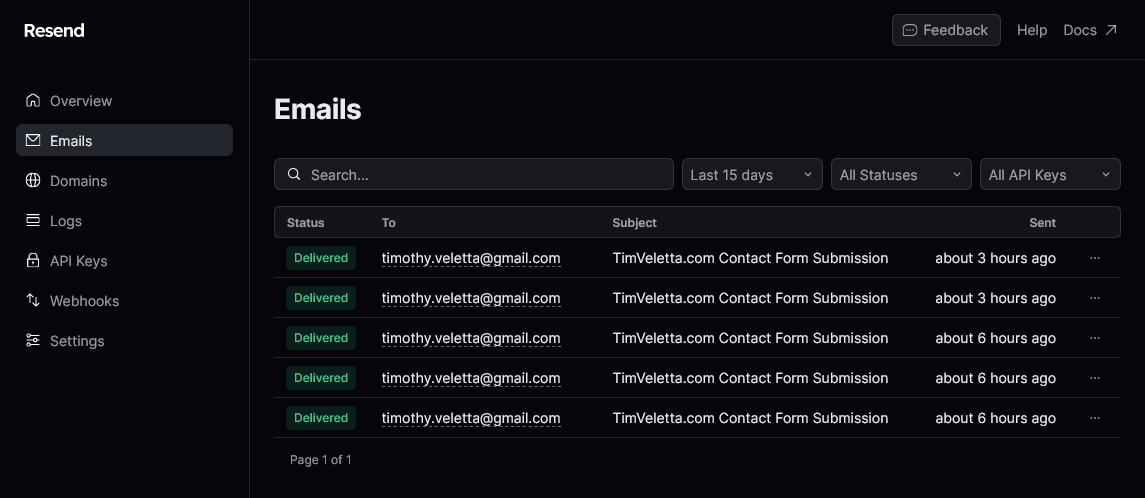 Resend
Feedback Help Docs
Overview
Emails
Domains
Logs
API Keys
Webhooks
Settings
Emails
Search... Last 15 days All Statuses All API Keys
Status To Subject Sent
Delivered timothy.veletta@gmail.com TimVeletta.com Contact Form Submission about 3 hours ago ...
Delivered timothy.veletta@gmail.com TimVeletta.com Contact Form Submission about 3 hours ago ...
Delivered timothy.veletta@gmail.com TimVeletta.com Contact Form Submission about 6 hours ago ...
Delivered timothy.veletta@gmail.com TimVeletta.com Contact Form Submission about 6 hours ago ...
Delivered timothy.veletta@gmail.com TimVeletta.com Contact Form Submission about 6 hours ago ...
Page 1 of 1